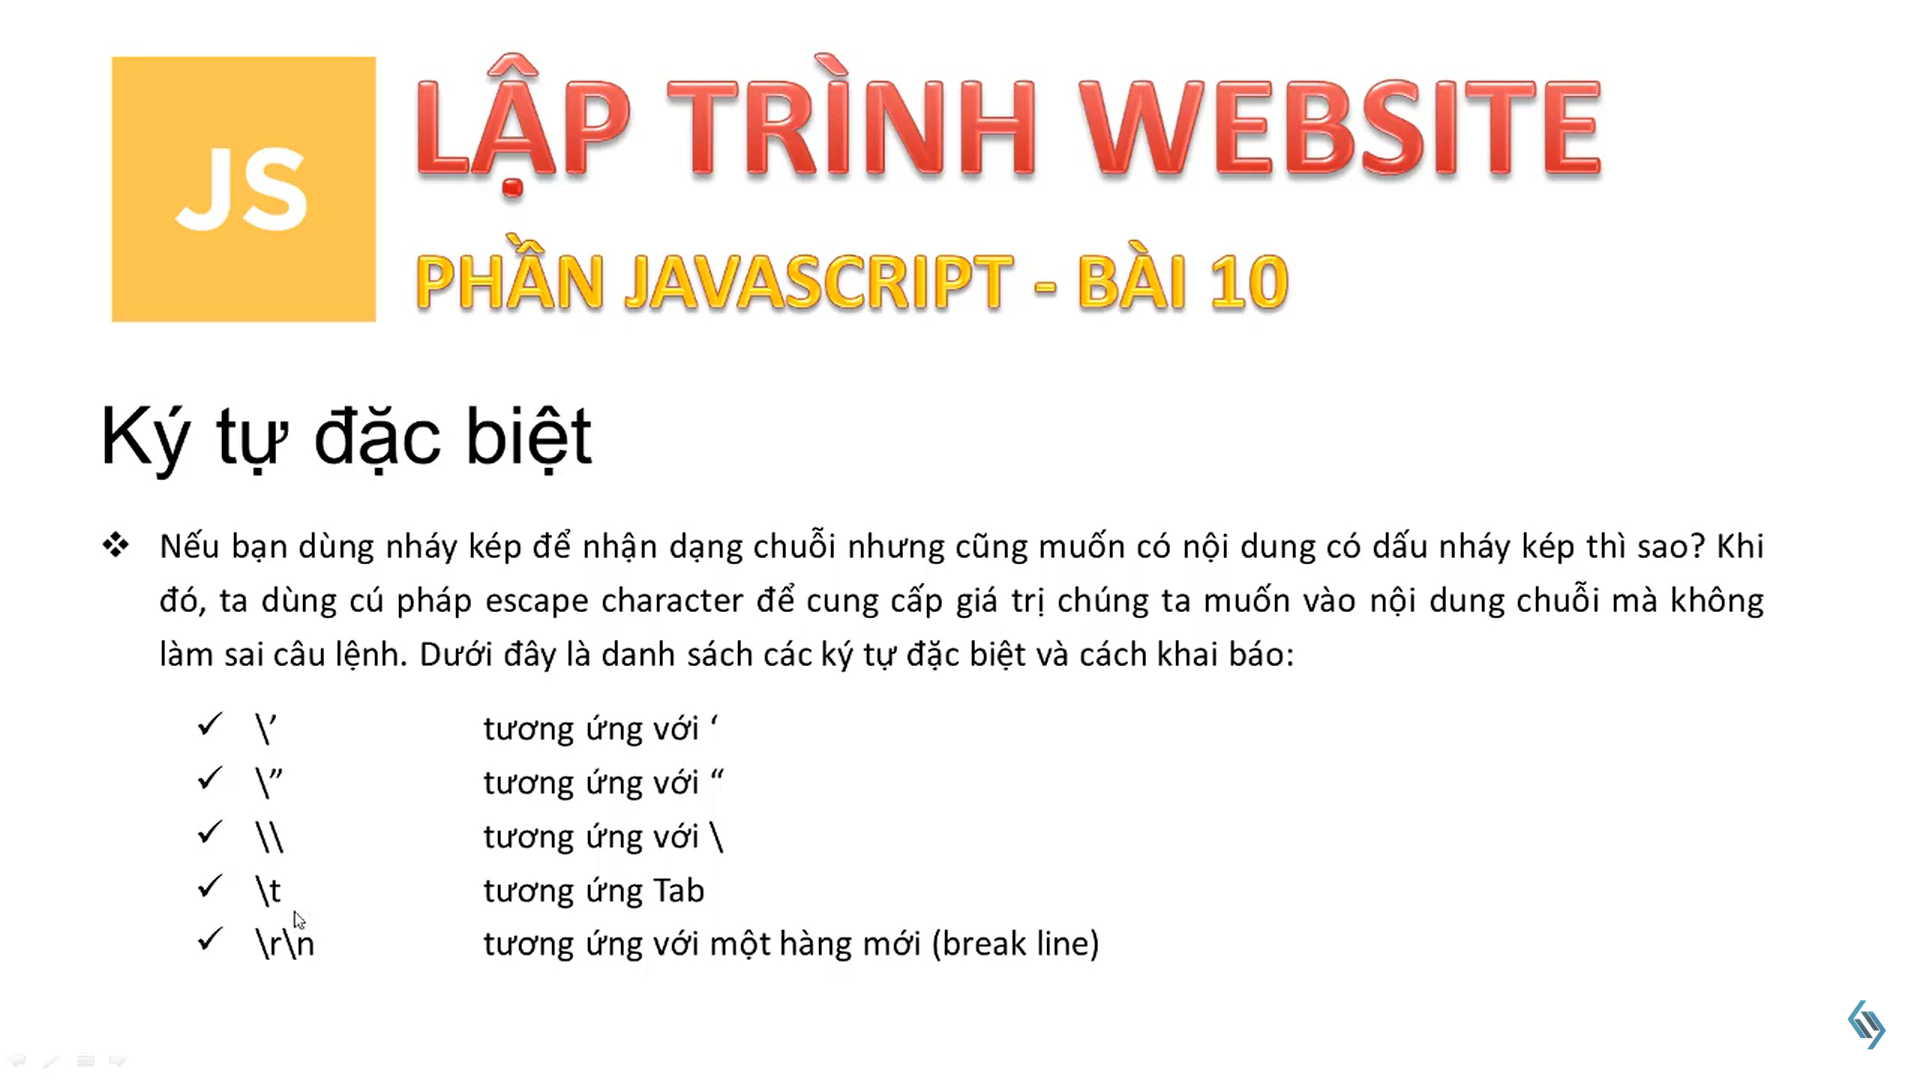 JS
LẬP TRÌNH WEBSITE
PHẦN JAVASCRIPT - BÀI 10
Ký tự đặc biệt
❖ Nếu bạn dùng nháy kép để nhận dạng chuỗi nhưng cũng muốn có nội dung có dấu nháy kép thì sao? Khi
đó, ta dùng cú pháp escape character để cung cấp giá trị chúng ta muốn vào nội dung chuỗi mà không
làm sai câu lệnh. Dưới đây là danh sách các ký tự đặc biệt và cách khai báo:
✓ \’ tương ứng với ‘
✓ \” tương ứng với “
✓ \\ tương ứng với \
✓ \t tương ứng Tab
✓ \r\n tương ứng với một hàng mới (break line)